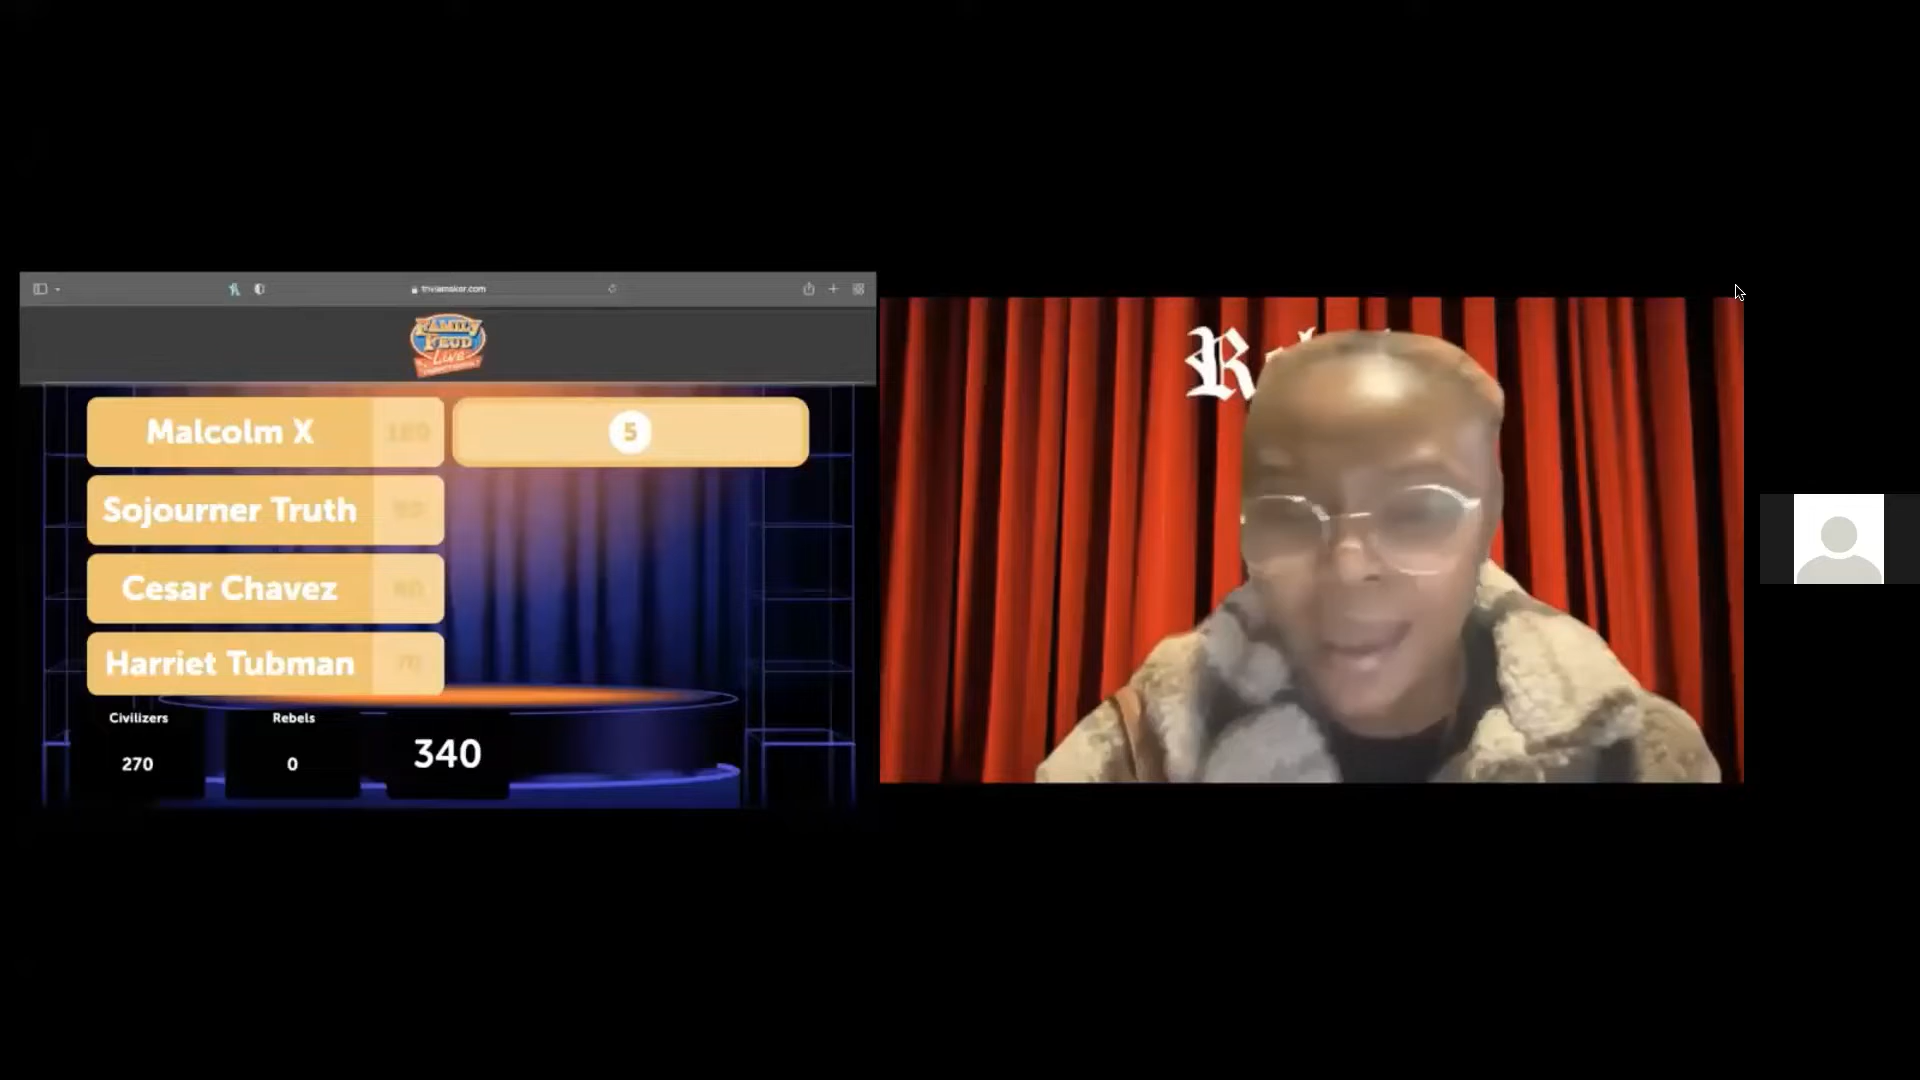 triviamaker.com
FAMILY
FEUD
Live
Malcolm X
5
Sojourner Truth
Cesar Chavez
Harriet Tubman
Civilizers
Rebels
270
0
340